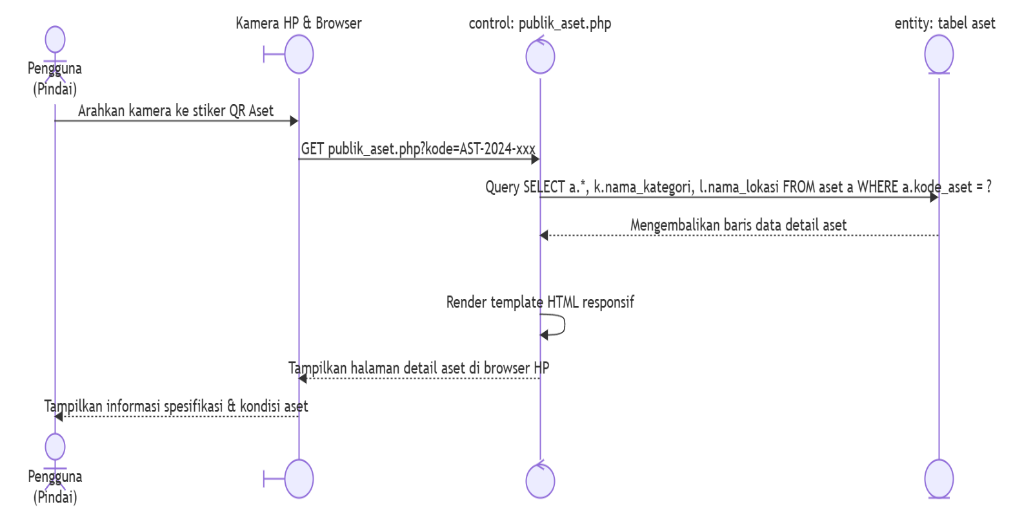 Kamera HP & Browser
control: publik_aset.php
entity: tabel aset
Pengguna
(Pindai)
Arahkan kamera ke stiker QR Aset
GET publik_aset.php?kode=AST-2024-xxx
Query SELECT a.*, k.nama_kategori, l.nama_lokasi FROM aset a WHERE a.kode_aset = ?
Mengembalikan baris data detail aset
Render template HTML responsif
Tampilkan halaman detail aset di browser HP
Tampilkan informasi spesifikasi & kondisi aset
Pengguna
(Pindai)